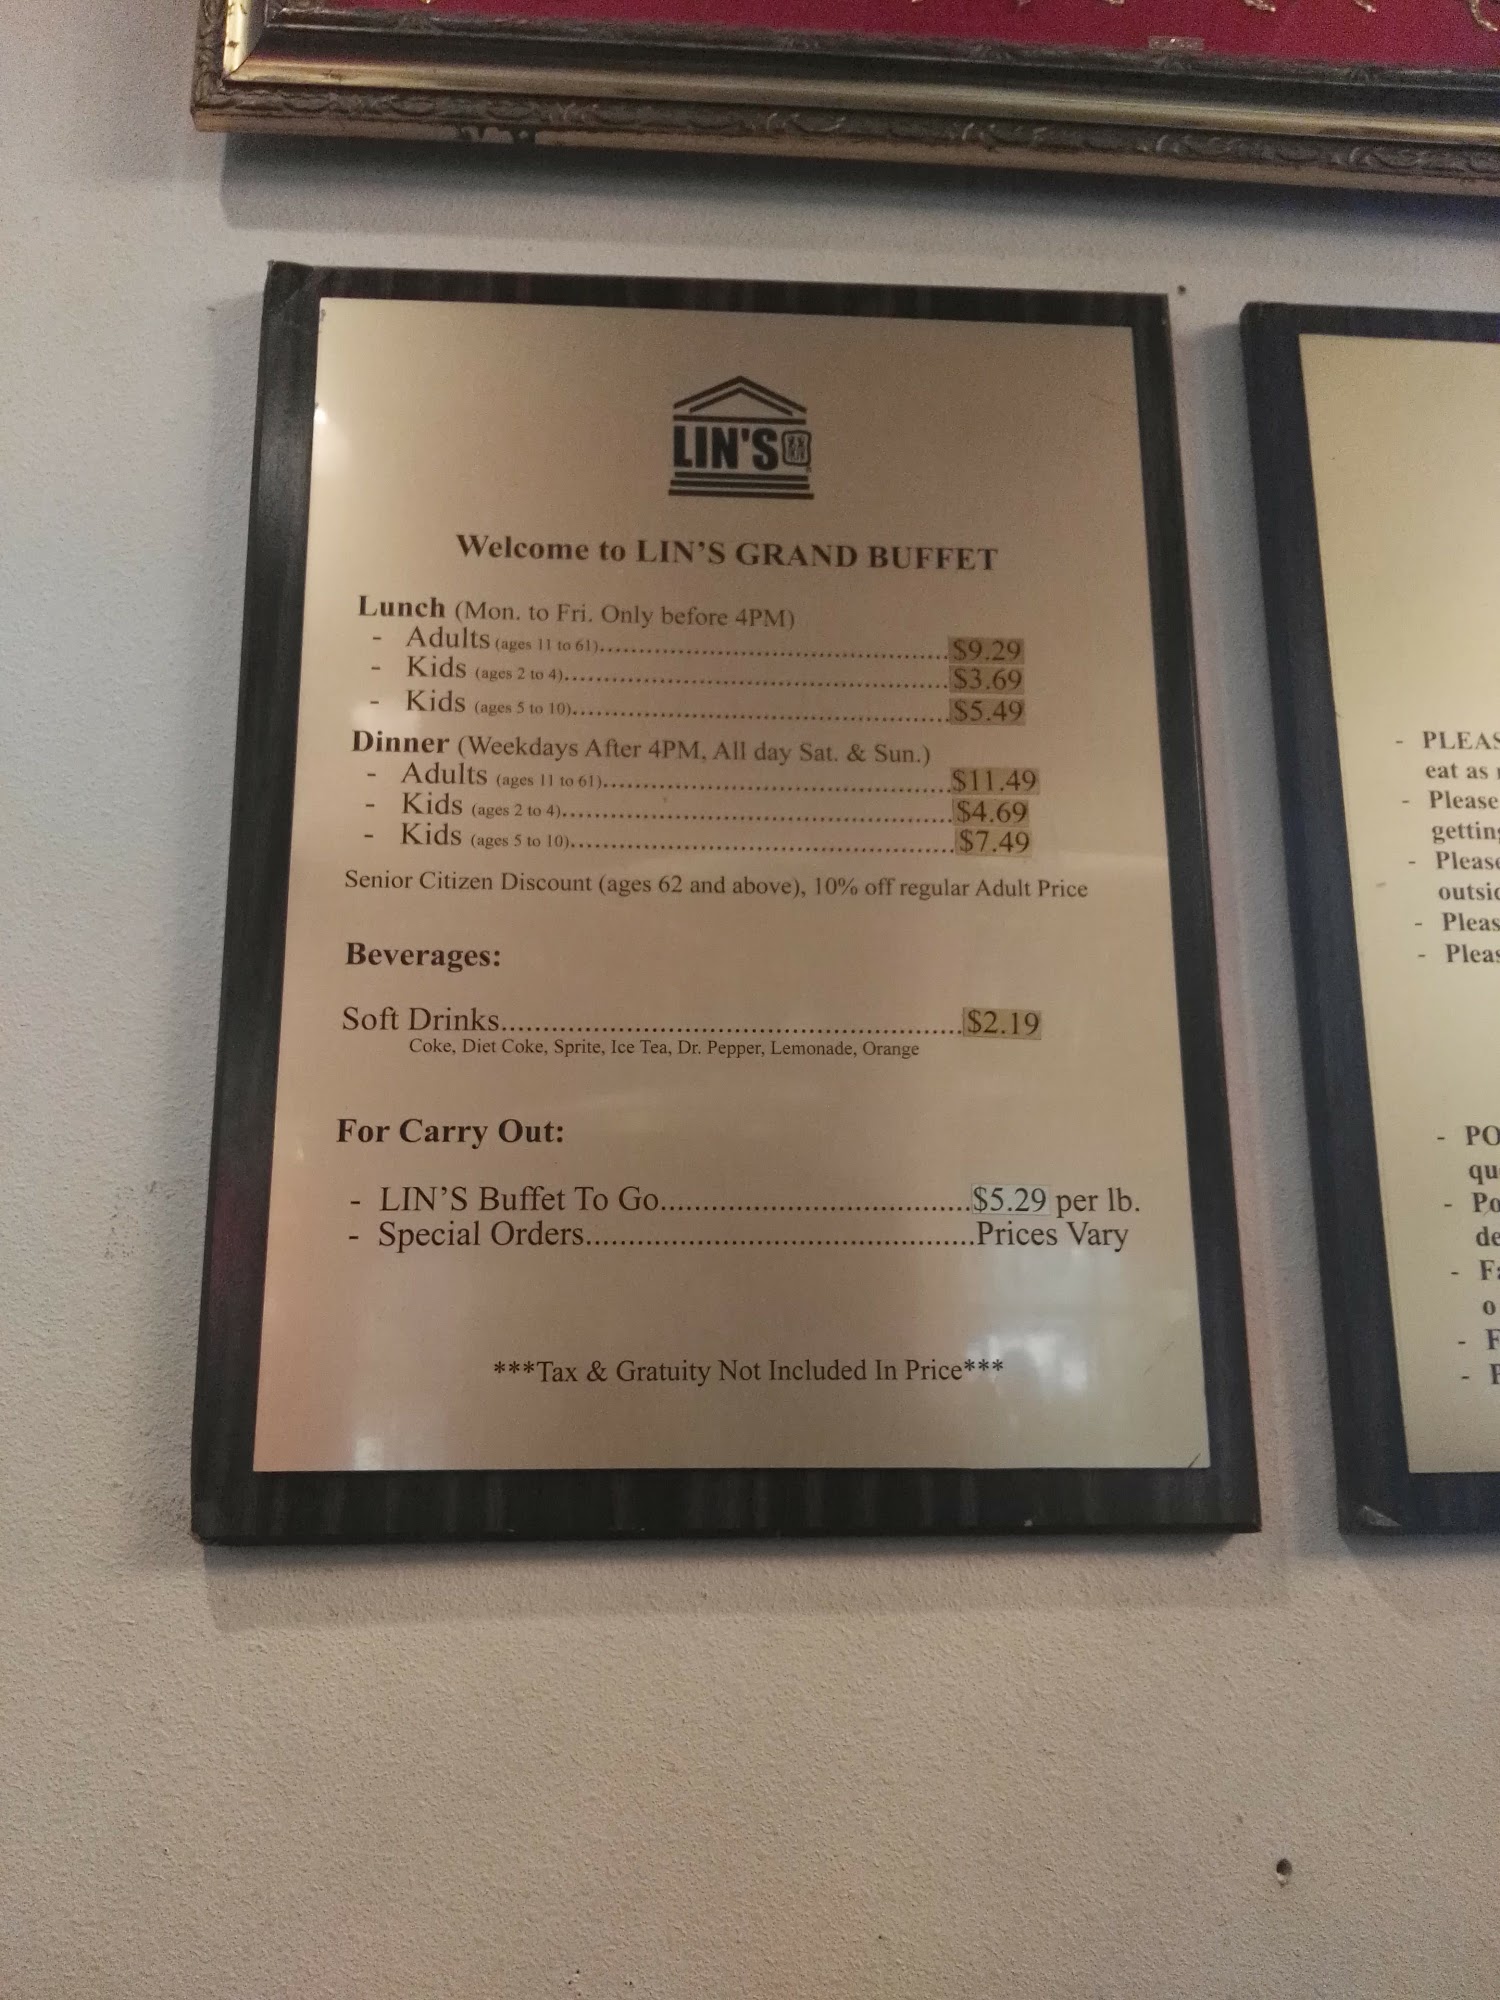 LIN'S
Welcome to LIN'S GRAND BUFFET
Lunch (Mon. to Fri. Only before 4PM)
- Adults (ages 11 to 61)..................................................$9.29
- Kids (ages 2 to 4)..................................................$3.69
- Kids (ages 5 to 10)..................................................$5.49
Dinner (Weekdays After 4PM, All day Sat. & Sun.)
- Adults (ages 11 to 61)..................................................$11.49
- Kids (ages 2 to 4)..................................................$4.69
- Kids (ages 5 to 10)..................................................$7.49
Senior Citizen Discount (ages 62 and above), 10% off regular Adult Price
Beverages:
Soft Drinks..................................................$2.19
Coke, Diet Coke, Sprite, Ice Tea, Dr. Pepper, Lemonade, Orange
For Carry Out:
- LIN'S Buffet To Go........................................$5.29 per lb.
- Special Orders..................................................Prices Vary
***Tax & Gratuity Not Included In Price***
- PLEAS
eat as
- Please
getting
- Please
outsid
- Pleas
- Pleas
- PO
qu
- Po
de
- Fa
o
- F